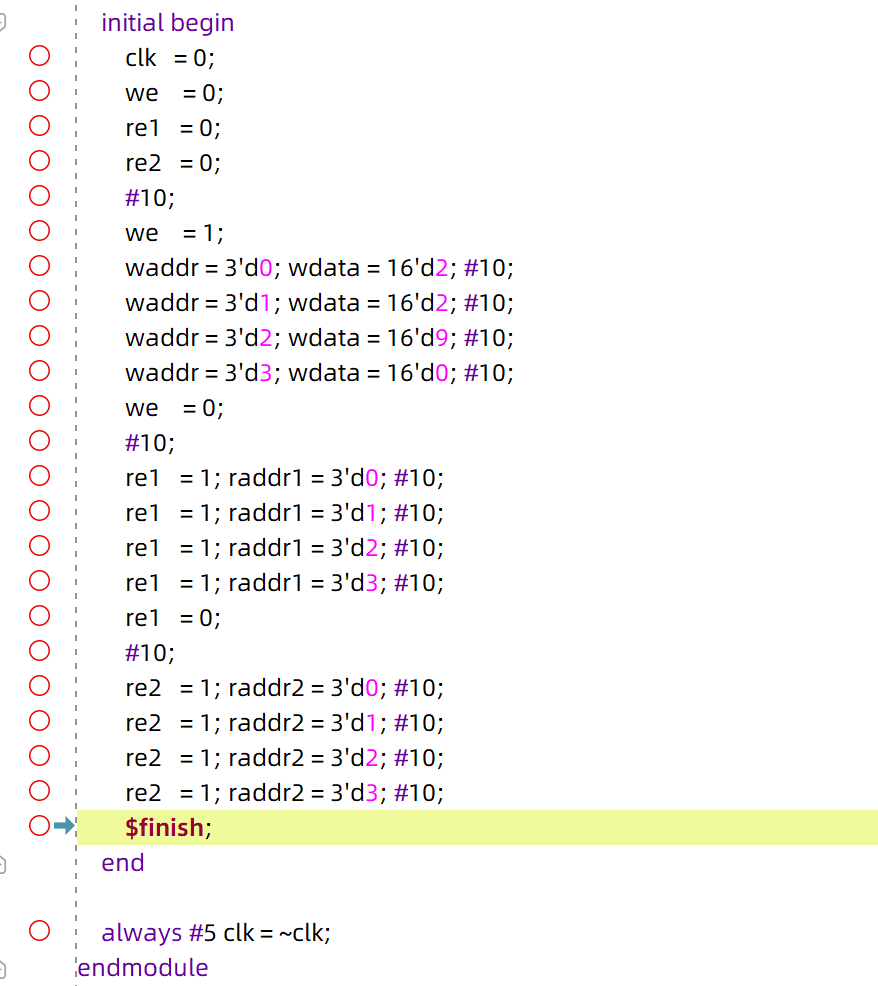 initial begin
clk = 0;
we = 0;
re1 = 0;
re2 = 0;
#10;
we = 1;
waddr = 3'd0; wdata = 16'd2; #10;
waddr = 3'd1; wdata = 16'd2; #10;
waddr = 3'd2; wdata = 16'd9; #10;
waddr = 3'd3; wdata = 16'd0; #10;
we = 0;
#10;
re1 = 1; raddr1 = 3'd0; #10;
re1 = 1; raddr1 = 3'd1; #10;
re1 = 1; raddr1 = 3'd2; #10;
re1 = 1; raddr1 = 3'd3; #10;
re1 = 0;
#10;
re2 = 1; raddr2 = 3'd0; #10;
re2 = 1; raddr2 = 3'd1; #10;
re2 = 1; raddr2 = 3'd2; #10;
re2 = 1; raddr2 = 3'd3; #10;
$finish;
end
always #5 clk = ~clk;
endmodule